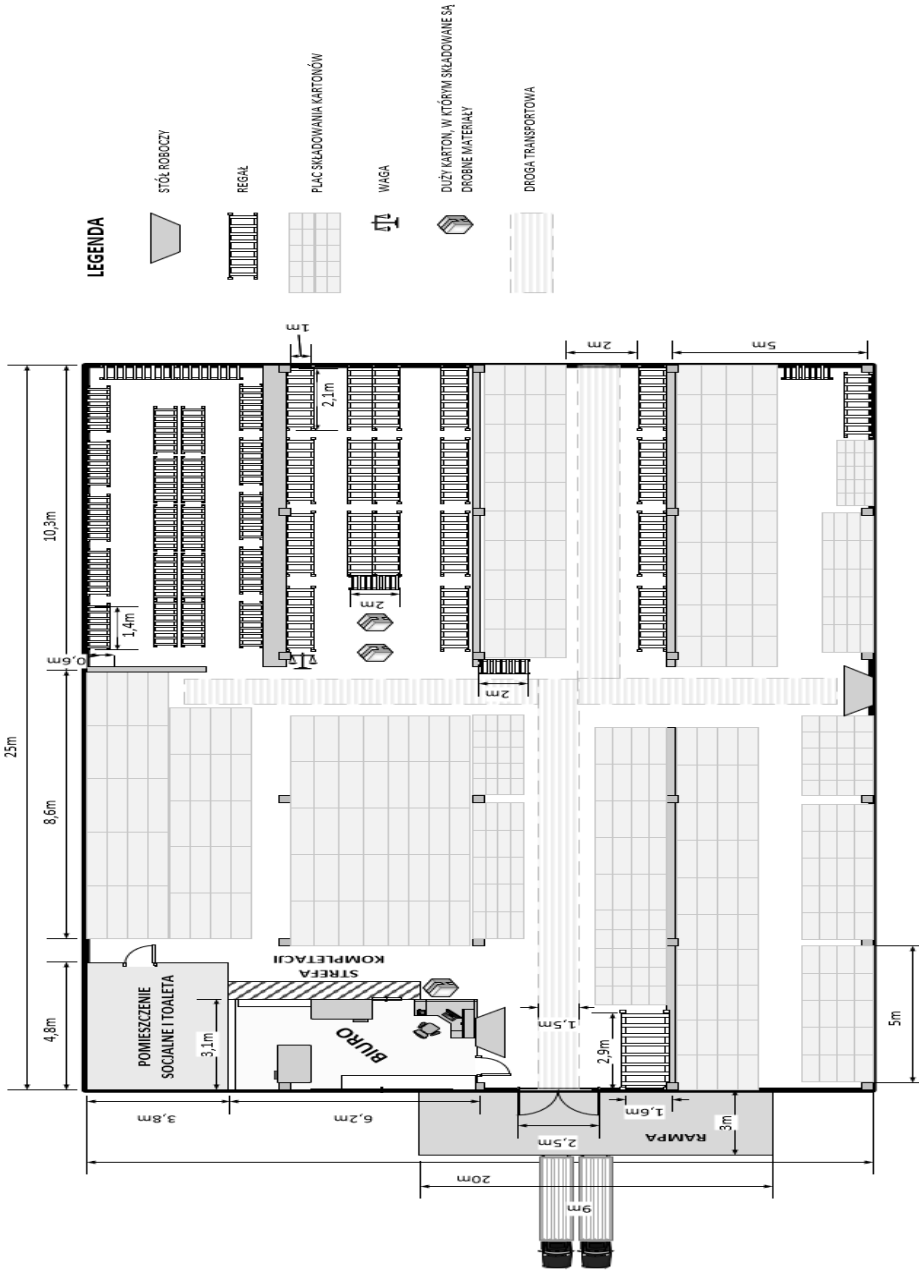 LEGENDA
STÓŁ ROBOCZY
REGAŁ
PLAC SKŁADOWANIA KARTONÓW
WAGA
DUŻY KARTON, W KTÓRYM SKŁADOWANE SĄ
DROBNE MATERIAŁY
DROGA TRANSPORTOWA
25m
4,8m
8,6m
10,3m
0,6m
1,4m
1m
2,1m
2m
2m
2m
5m
POMIESZCZENIE
SOCJALNE I TOALETA
3,1m
BIURO
STREFA
KOMPLETACJI
3,8m
6,2m
1,5m
2,9m
1,6m
2,5m
3m
RAMPA
20m
9m
5m